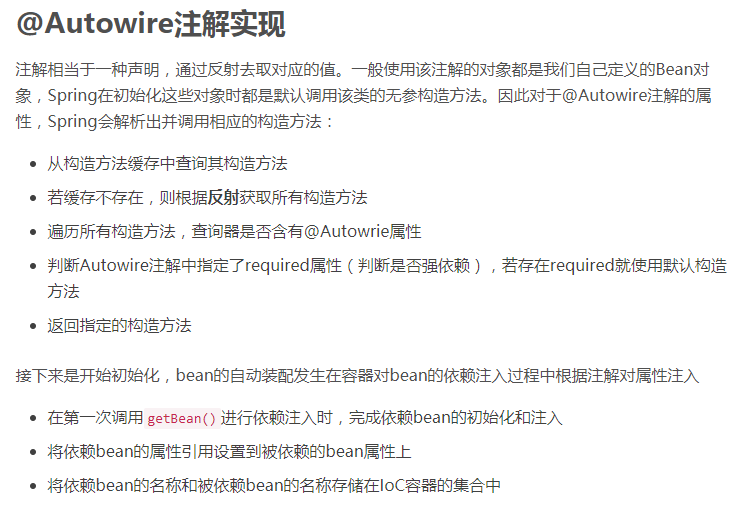 @Autowire注解实现
注解相当于一种声明，通过反射去取对应的值。一般使用该注解的对象都是我们自己定义的Bean对
象，Spring在初始化这些对象时都是默认调用该类的无参构造方法。因此对于@Autowire注解的属
性，Spring会解析出并调用相应的构造方法：
• 从构造方法缓存中查询其构造方法
• 若缓存不存在，则根据反射获取所有构造方法
• 遍历所有构造方法，查询器是否含有@Autowrie属性
• 判断Autowire注解中指定了required属性（判断是否强依赖），若存在required就使用默认构造
方法
• 返回指定的构造方法
接下来是开始初始化，bean的自动装配发生在容器对bean的依赖注入过程中根据注解对属性注入
• 在第一次调用 getBean() 进行依赖注入时，完成依赖bean的初始化和注入
• 将依赖bean的属性引用设置到被依赖的bean属性上
• 将依赖bean的名称和被依赖bean的名称存储在IoC容器的集合中